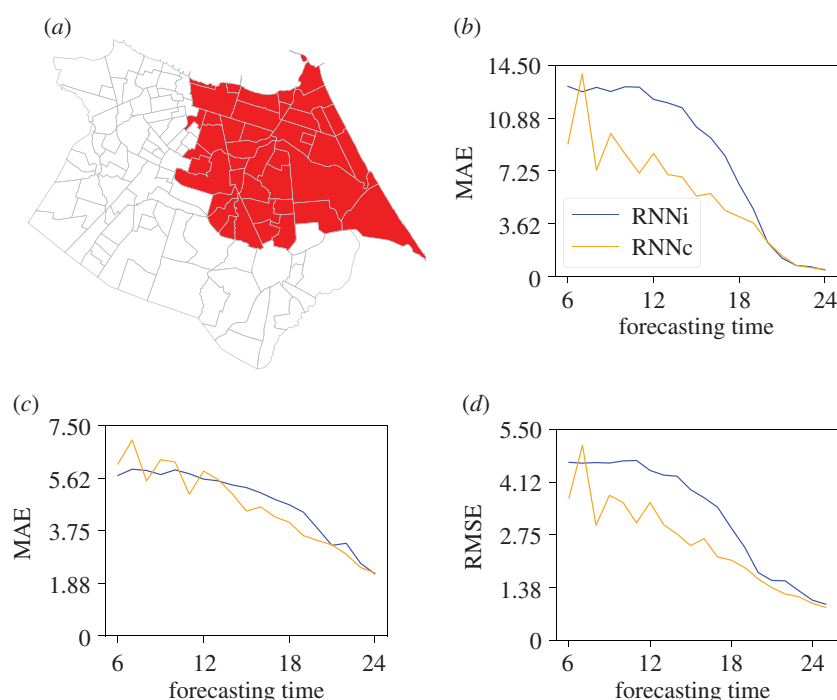 (a)
(b)
14.50
10.88
7.25
3.62
0
MAE
RNNi
RNNc
6 12 18 24
forecasting time
(c)
7.50
5.62
3.75
1.88
0
MAE
6 12 18 24
forecasting time
(d)
5.50
4.12
2.75
1.38
0
RMSE
6 12 18 24
forecasting time